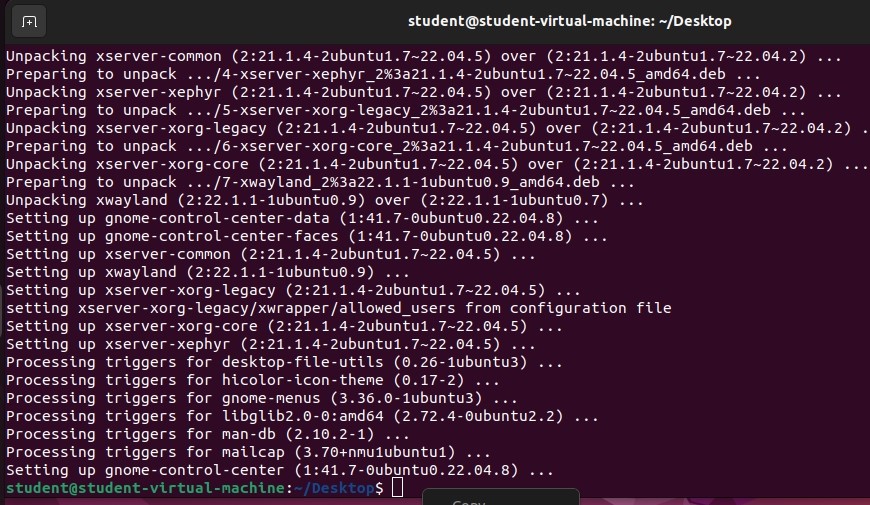 student@student-virtual-machine: ~/Desktop
Unpacking xserver-common (2:21.1.4-2ubuntu1.7~22.04.5) over (2:21.1.4-2ubuntu1.7~22.04.2) ...
Preparing to unpack .../4-xserver-xephyr_2%3a21.1.4-2ubuntu1.7~22.04.5_amd64.deb ...
Unpacking xserver-xephyr (2:21.1.4-2ubuntu1.7~22.04.5) over (2:21.1.4-2ubuntu1.7~22.04.2) ...
Preparing to unpack .../5-xserver-xorg-legacy_2%3a21.1.4-2ubuntu1.7~22.04.5_amd64.deb ...
Unpacking xserver-xorg-legacy (2:21.1.4-2ubuntu1.7~22.04.5) over (2:21.1.4-2ubuntu1.7~22.04.2) .
Preparing to unpack .../6-xserver-xorg-core_2%3a21.1.4-2ubuntu1.7~22.04.5_amd64.deb ...
Unpacking xserver-xorg-core (2:21.1.4-2ubuntu1.7~22.04.5) over (2:21.1.4-2ubuntu1.7~22.04.2) ...
Preparing to unpack .../7-xwayland_2%3a22.1.1-1ubuntu0.9_amd64.deb ...
Unpacking xwayland (2:22.1.1-1ubuntu0.9) over (2:22.1.1-1ubuntu0.7) ...
Setting up gnome-control-center-data (1:41.7-0ubuntu0.22.04.8) ...
Setting up gnome-control-center-faces (1:41.7-0ubuntu0.22.04.8) ...
Setting up xserver-common (2:21.1.4-2ubuntu1.7~22.04.5) ...
Setting up xwayland (2:22.1.1-1ubuntu0.9) ...
Setting up xserver-xorg-legacy (2:21.1.4-2ubuntu1.7~22.04.5) ...
setting xserver-xorg-legacy/xwrapper/allowed_users from configuration file
Setting up xserver-xorg-core (2:21.1.4-2ubuntu1.7~22.04.5) ...
Setting up xserver-xephyr (2:21.1.4-2ubuntu1.7~22.04.5) ...
Processing triggers for desktop-file-utils (0.26-1ubuntu3) ...
Processing triggers for hicolor-icon-theme (0.17-2) ...
Processing triggers for gnome-menus (3.36.0-1ubuntu3) ...
Processing triggers for libglib2.0-0:amd64 (2.72.4-0ubuntu2.2) ...
Processing triggers for man-db (2.10.2-1) ...
Processing triggers for mailcap (3.70+nmu1ubuntu1) ...
Setting up gnome-control-center (1:41.7-0ubuntu0.22.04.8) ...
student@student-virtual-machine:~/Desktop$
Copy